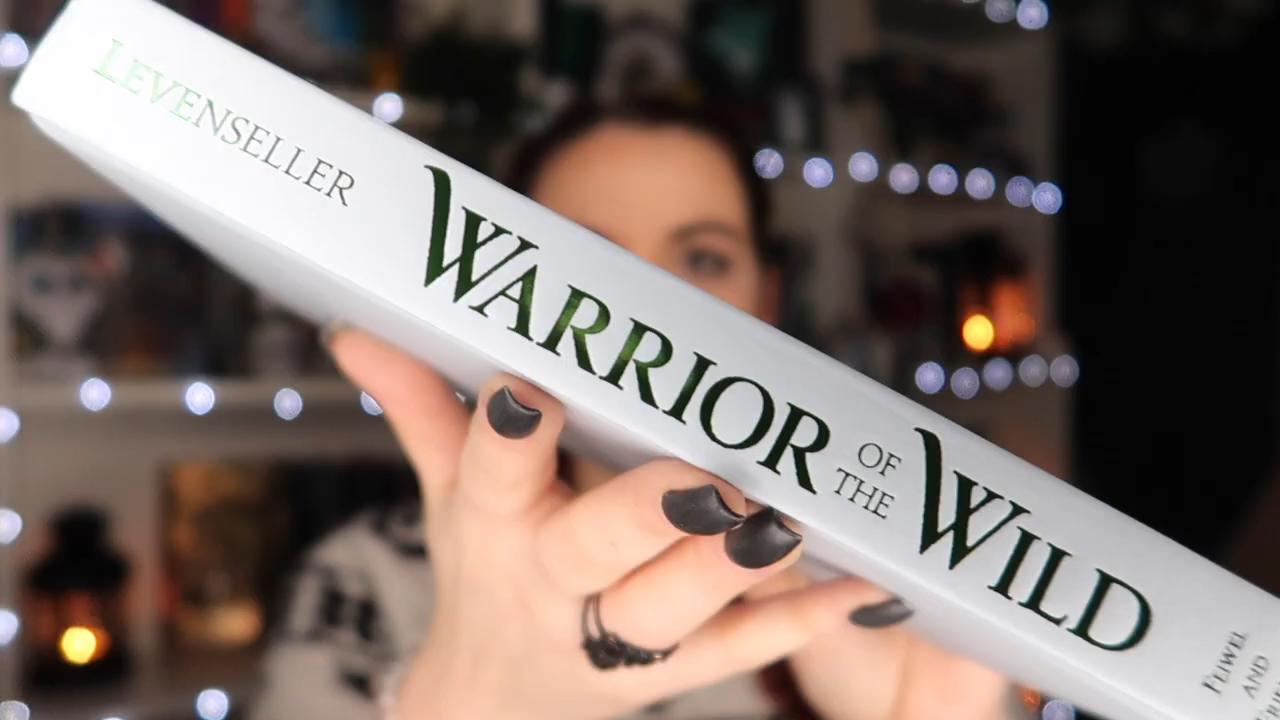 LEVENSELLER
WARRIOR
OF
THE
WILD
FEIWEL
AND